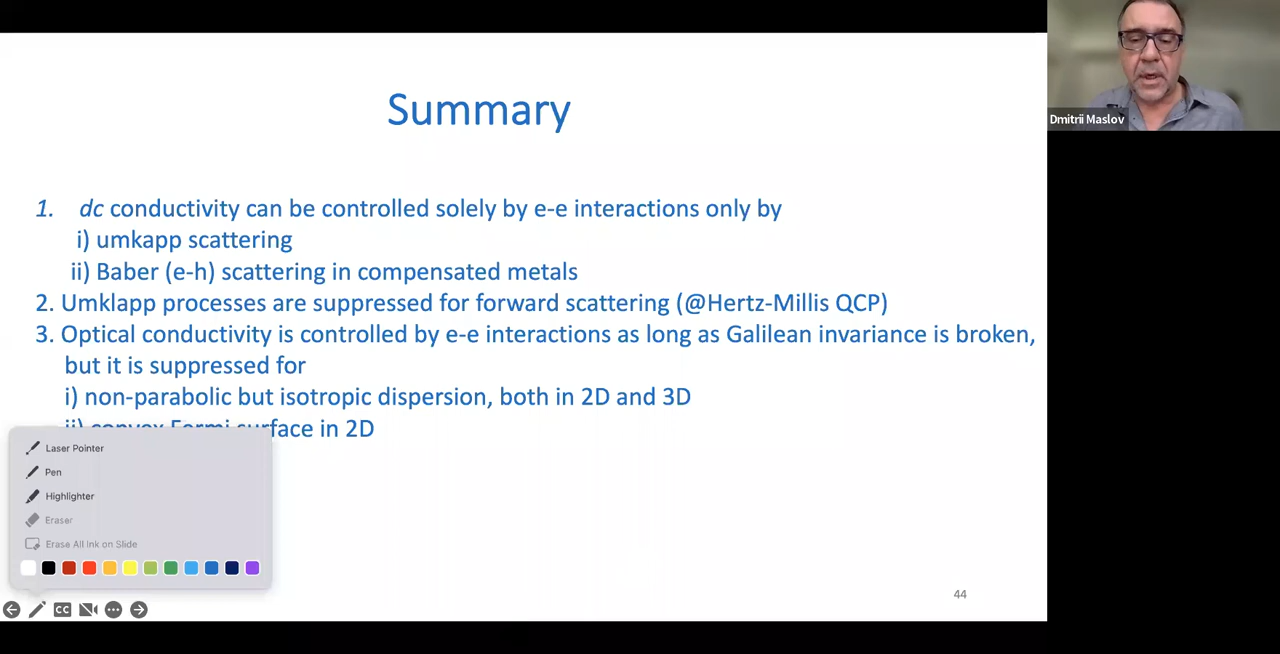 Summary
1. dc conductivity can be controlled solely by e-e interactions only by
i) umkapp scattering
ii) Baber (e-h) scattering in compensated metals
2. Umklapp processes are suppressed for forward scattering (@Hertz-Millis QCP)
3. Optical conductivity is controlled by e-e interactions as long as Galilean invariance is broken,
but it is suppressed for
i) non-parabolic but isotropic dispersion, both in 2D and 3D
ii) convex Fermi surface in 2D
Laser Pointer
Pen
Highlighter
Eraser
Erase All Ink on Slide
CC
44
Dmitrii Maslov